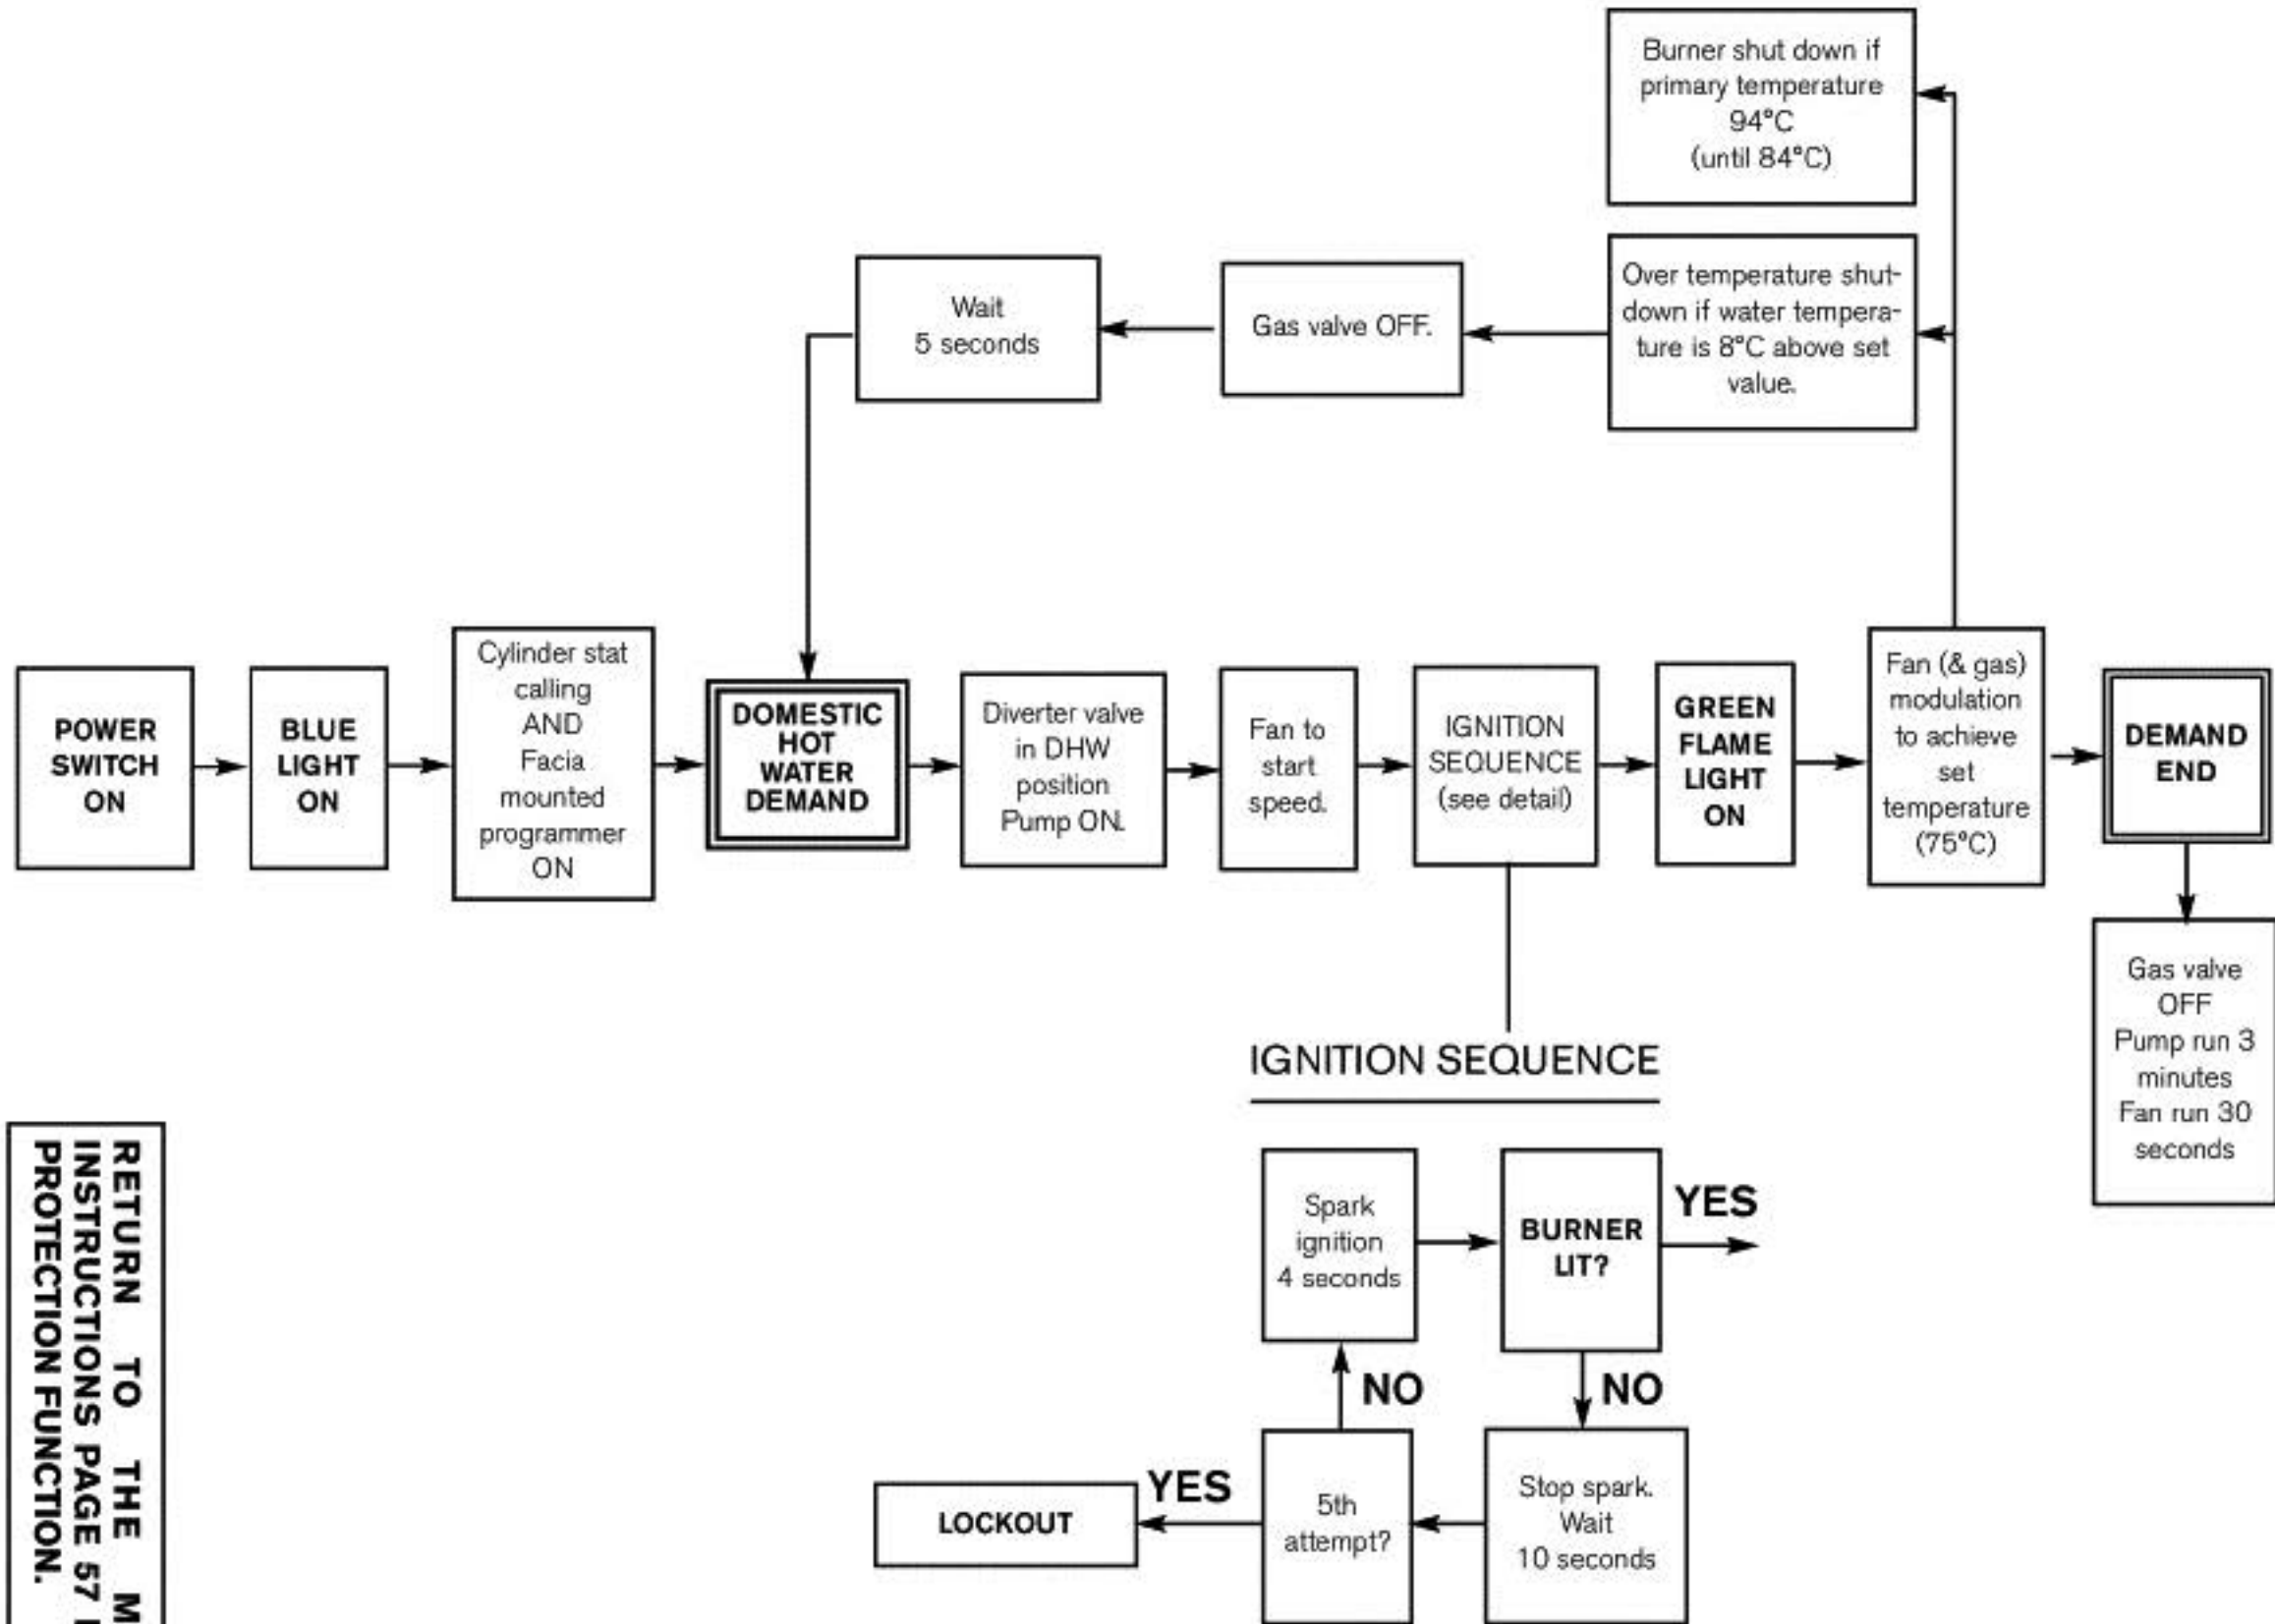 Burner shut down if
primary temperature
94°C
(until 84°C)
Over temperature shut-
down if water tempera-
ture is 8°C above set
value.
Gas valve OFF.
Wait
5 seconds
POWER
SWITCH
ON
BLUE
LIGHT
ON
Cylinder stat
calling
AND
Facia
mounted
programmer
ON
DOMESTIC
HOT
WATER
DEMAND
Diverter valve
in DHW
position
Pump ON.
Fan to
start
speed.
IGNITION
SEQUENCE
(see detail)
GREEN
FLAME
LIGHT
ON
Fan (& gas)
modulation
to achieve
set
temperature
(75°C)
DEMAND
END
Gas valve
OFF
Pump run 3
minutes
Fan run 30
seconds
IGNITION SEQUENCE
Spark
ignition
4 seconds
BURNER
LIT?
YES
NO
NO
Stop spark.
Wait
10 seconds
5th
attempt?
YES
LOCKOUT
RETURN TO THE
INSTRUCTIONS PAGE 57
PROTECTION FUNCTION.